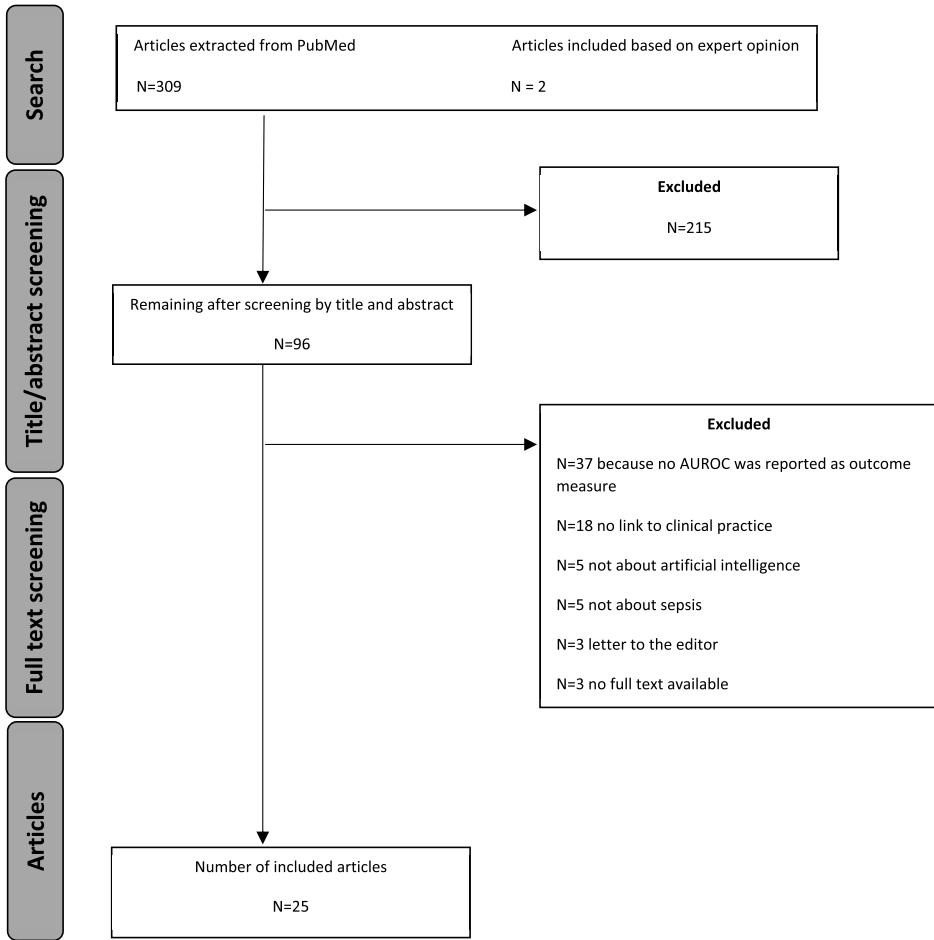 Search
Articles extracted from PubMed
Articles included based on expert opinion
N=309
N = 2
Title/abstract screening
Excluded
N=215
Remaining after screening by title and abstract
N=96
Full text screening
Excluded
N=37 because no AUROC was reported as outcome
measure
N=18 no link to clinical practice
N=5 not about artificial intelligence
N=5 not about sepsis
N=3 letter to the editor
N=3 no full text available
Articles
Number of included articles
N=25